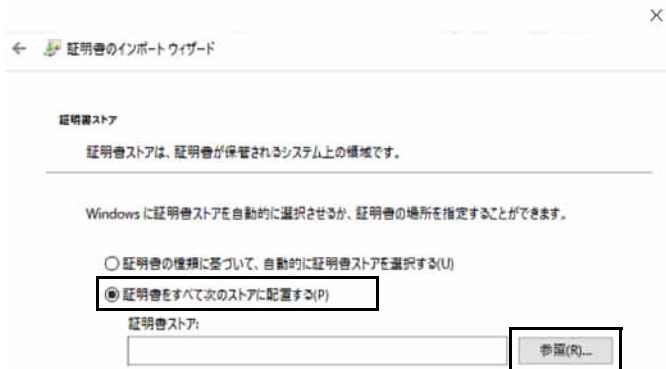 証明書のインポート ウィザード
証明書ストア
証明書ストアは、証明書が保管されるシステム上の領域です。
Windows に証明書ストアを自動的に選択させるか、証明書の場所を指定することができます。
証明書の種類に基づいて、自動的に証明書ストアを選択する(U)
証明書をすべて次のストアに配置する(P)
証明書ストア:
参照(R)...